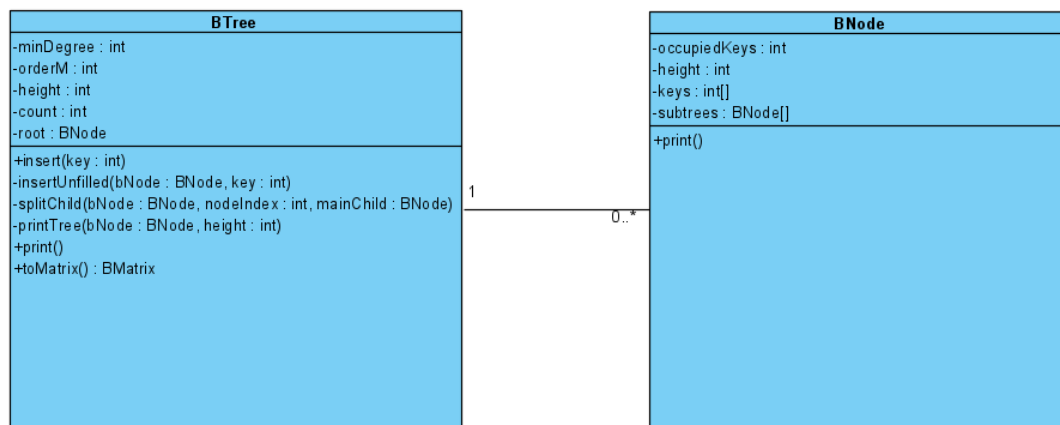 BTree
-minDegree : int
-orderM : int
-height : int
-count : int
-root : BNode
+insert(key : int)
-insertUnfilled(bNode : BNode, key : int)
-splitChild(bNode : BNode, nodeIndex : int, mainChild : BNode)
-printTree(bNode : BNode, height : int)
+print()
+toMatrix() : BMatrix
1
0..*
BNode
-occupiedKeys : int
-height : int
-keys : int[]
-subtrees : BNode[]
+print()